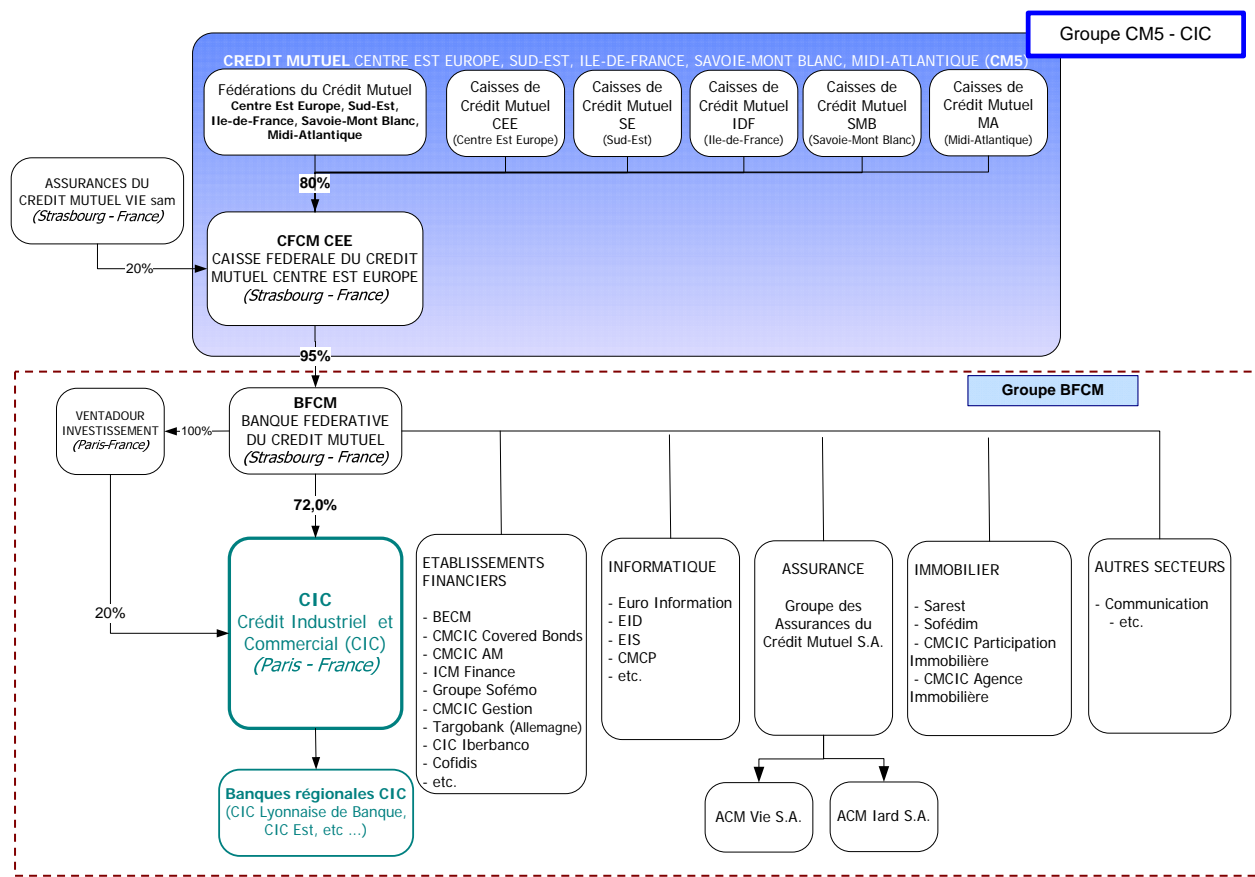 Groupe CM5 - CIC
CREDIT MUTUEL CENTRE EST EUROPE, SUD-EST, ILE-DE-FRANCE, SAVOIE-MONT BLANC, MIDI-ATLANTIQUE (CM5)
Fédérations du Crédit Mutuel
Centre Est Europe, Sud-Est,
Ile-de-France, Savoie-Mont Blanc,
Midi-Atlantique
Caisses de
Crédit Mutuel
CEE
(Centre Est Europe)
Caisses de
Crédit Mutuel
SE
(Sud-Est)
Caisses de
Crédit Mutuel
IDF
(Ile-de-France)
Caisses de
Crédit Mutuel
SMB
(Savoie-Mont Blanc)
Caisses de
Crédit Mutuel
MA
(Midi-Atlantique)
ASSURANCES DU
CREDIT MUTUEL VIE sam
(Strasbourg - France)
80%
20%
CFCM CEE
CAISSE FEDERALE DU CREDIT
MUTUEL CENTRE EST EUROPE
(Strasbourg - France)
95%
Groupe BFCM
VENTADOUR
INVESTISSEMENT
(Paris-France)
100%
BFCM
BANQUE FEDERATIVE
DU CREDIT MUTUEL
(Strasbourg - France)
72,0%
20%
CIC
Crédit Industriel et
Commercial (CIC)
(Paris - France)
Banques régionales CIC
(CIC Lyonnaise de Banque,
CIC Est, etc ...)
ETABLISSEMENTS
FINANCIERS
- BECM
- CMCIC Covered Bonds
- CMCIC AM
- ICM Finance
- Groupe Sofémo
- CMCIC Gestion
- Targobank (Allemagne)
- CIC Iberbanco
- Cofidis
- etc.
INFORMATIQUE
- Euro Information
- EID
- EIS
- CMCP
- etc.
ASSURANCE
Groupe des
Assurances du
Crédit Mutuel S.A.
ACM Vie S.A.
ACM Iard S.A.
IMMOBILIER
- Sarest
- Sofédim
- CMCIC Participation
Immobilière
- CMCIC Agence
Immobilière
AUTRES SECTEURS
- Communication
- etc.